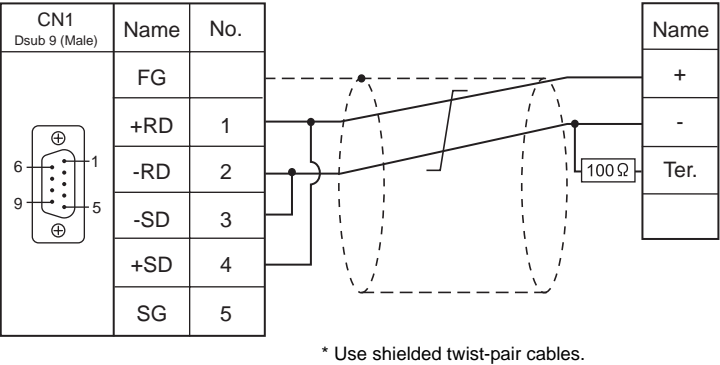 CN1
Dsub 9 (Male)
Name
No.
Name
FG
+
+RD
1
-
-RD
2
100Ω
Ter.
-SD
3
+SD
4
SG
5
6
1
9
5
* Use shielded twist-pair cables.